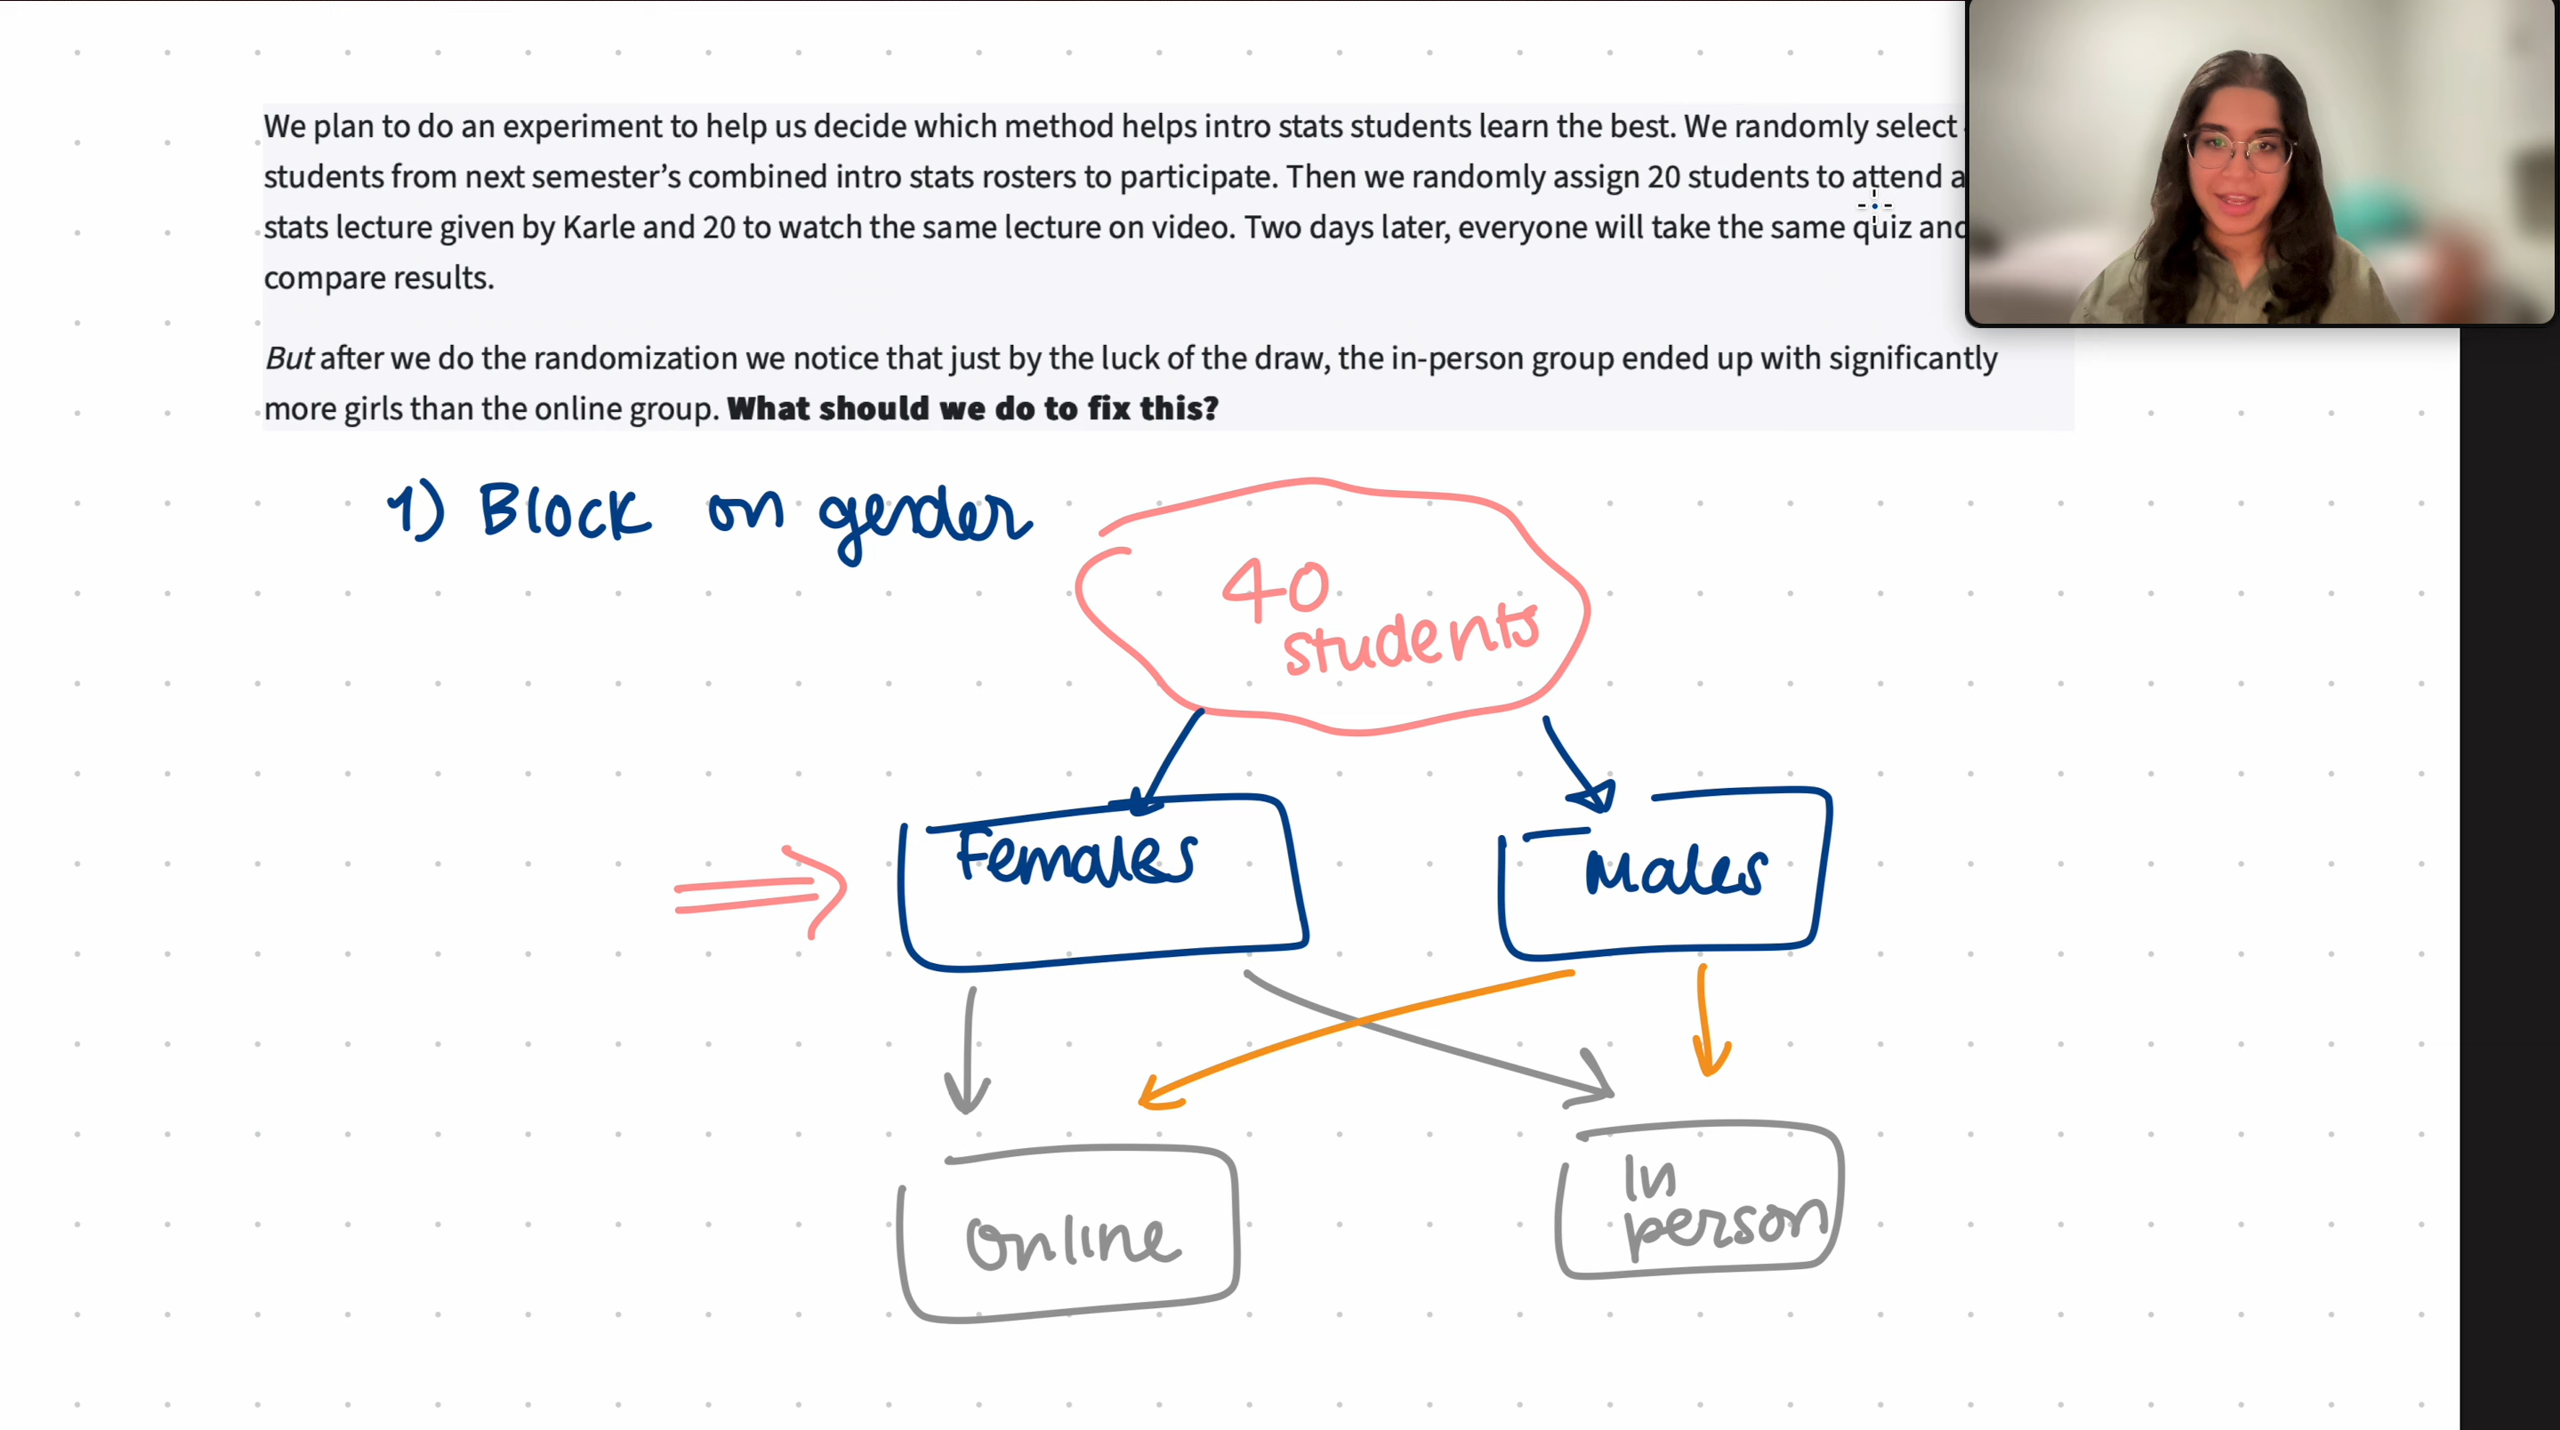 We plan to do an experiment to help us decide which method helps intro stats students learn the best. We randomly select
students from next semester's combined intro stats rosters to participate. Then we randomly assign 20 students to attend a
stats lecture given by Karle and 20 to watch the same lecture on video. Two days later, everyone will take the same quiz and
compare results.
But after we do the randomization we notice that just by the luck of the draw, the in-person group ended up with significantly
more girls than the online group. What should we do to fix this?
1) Block on gender
40
students
Females
Males
Online
In
person